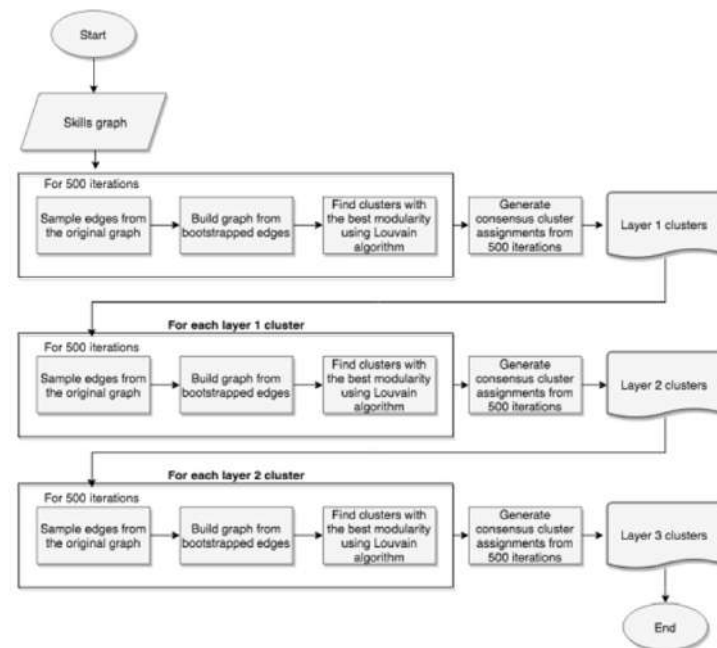 Start
Skills graph
For 500 iterations
Sample edges from
the original graph
Build graph from
bootstrapped edges
Find clusters with
the best modularity
using Louvain
algorithm
Generate
consensus cluster
assignments from
500 iterations
Layer 1 clusters
For each layer 1 cluster
For 500 iterations
Sample edges from
the original graph
Build graph from
bootstrapped edges
Find clusters with
the best modularity
using Louvain
algorithm
Generate
consensus cluster
assignments from
500 iterations
Layer 2 clusters
For each layer 2 cluster
For 500 iterations
Sample edges from
the original graph
Build graph from
bootstrapped edges
Find clusters with
the best modularity
using Louvain
algorithm
Generate
consensus cluster
assignments from
500 iterations
Layer 3 clusters
End